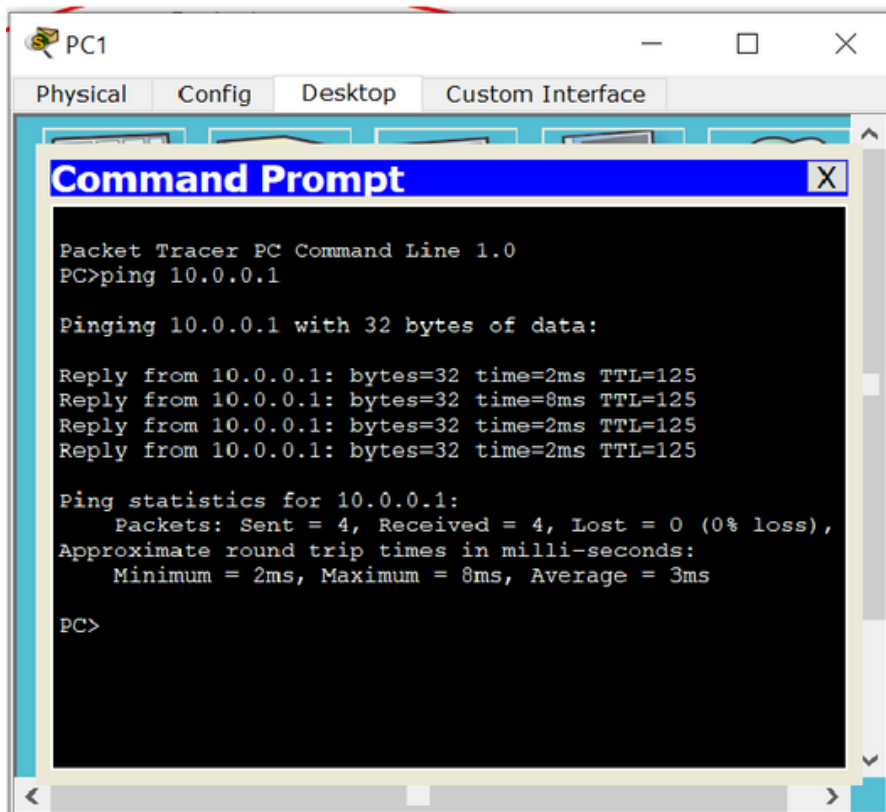 PC1
Physical Config Desktop Custom Interface
Command Prompt X
Packet Tracer PC Command Line 1.0
PC>ping 10.0.0.1
Pinging 10.0.0.1 with 32 bytes of data:
Reply from 10.0.0.1: bytes=32 time=2ms TTL=125
Reply from 10.0.0.1: bytes=32 time=8ms TTL=125
Reply from 10.0.0.1: bytes=32 time=2ms TTL=125
Reply from 10.0.0.1: bytes=32 time=2ms TTL=125
Ping statistics for 10.0.0.1:
Packets: Sent = 4, Received = 4, Lost = 0 (0% loss),
Approximate round trip times in milli-seconds:
Minimum = 2ms, Maximum = 8ms, Average = 3ms
PC>